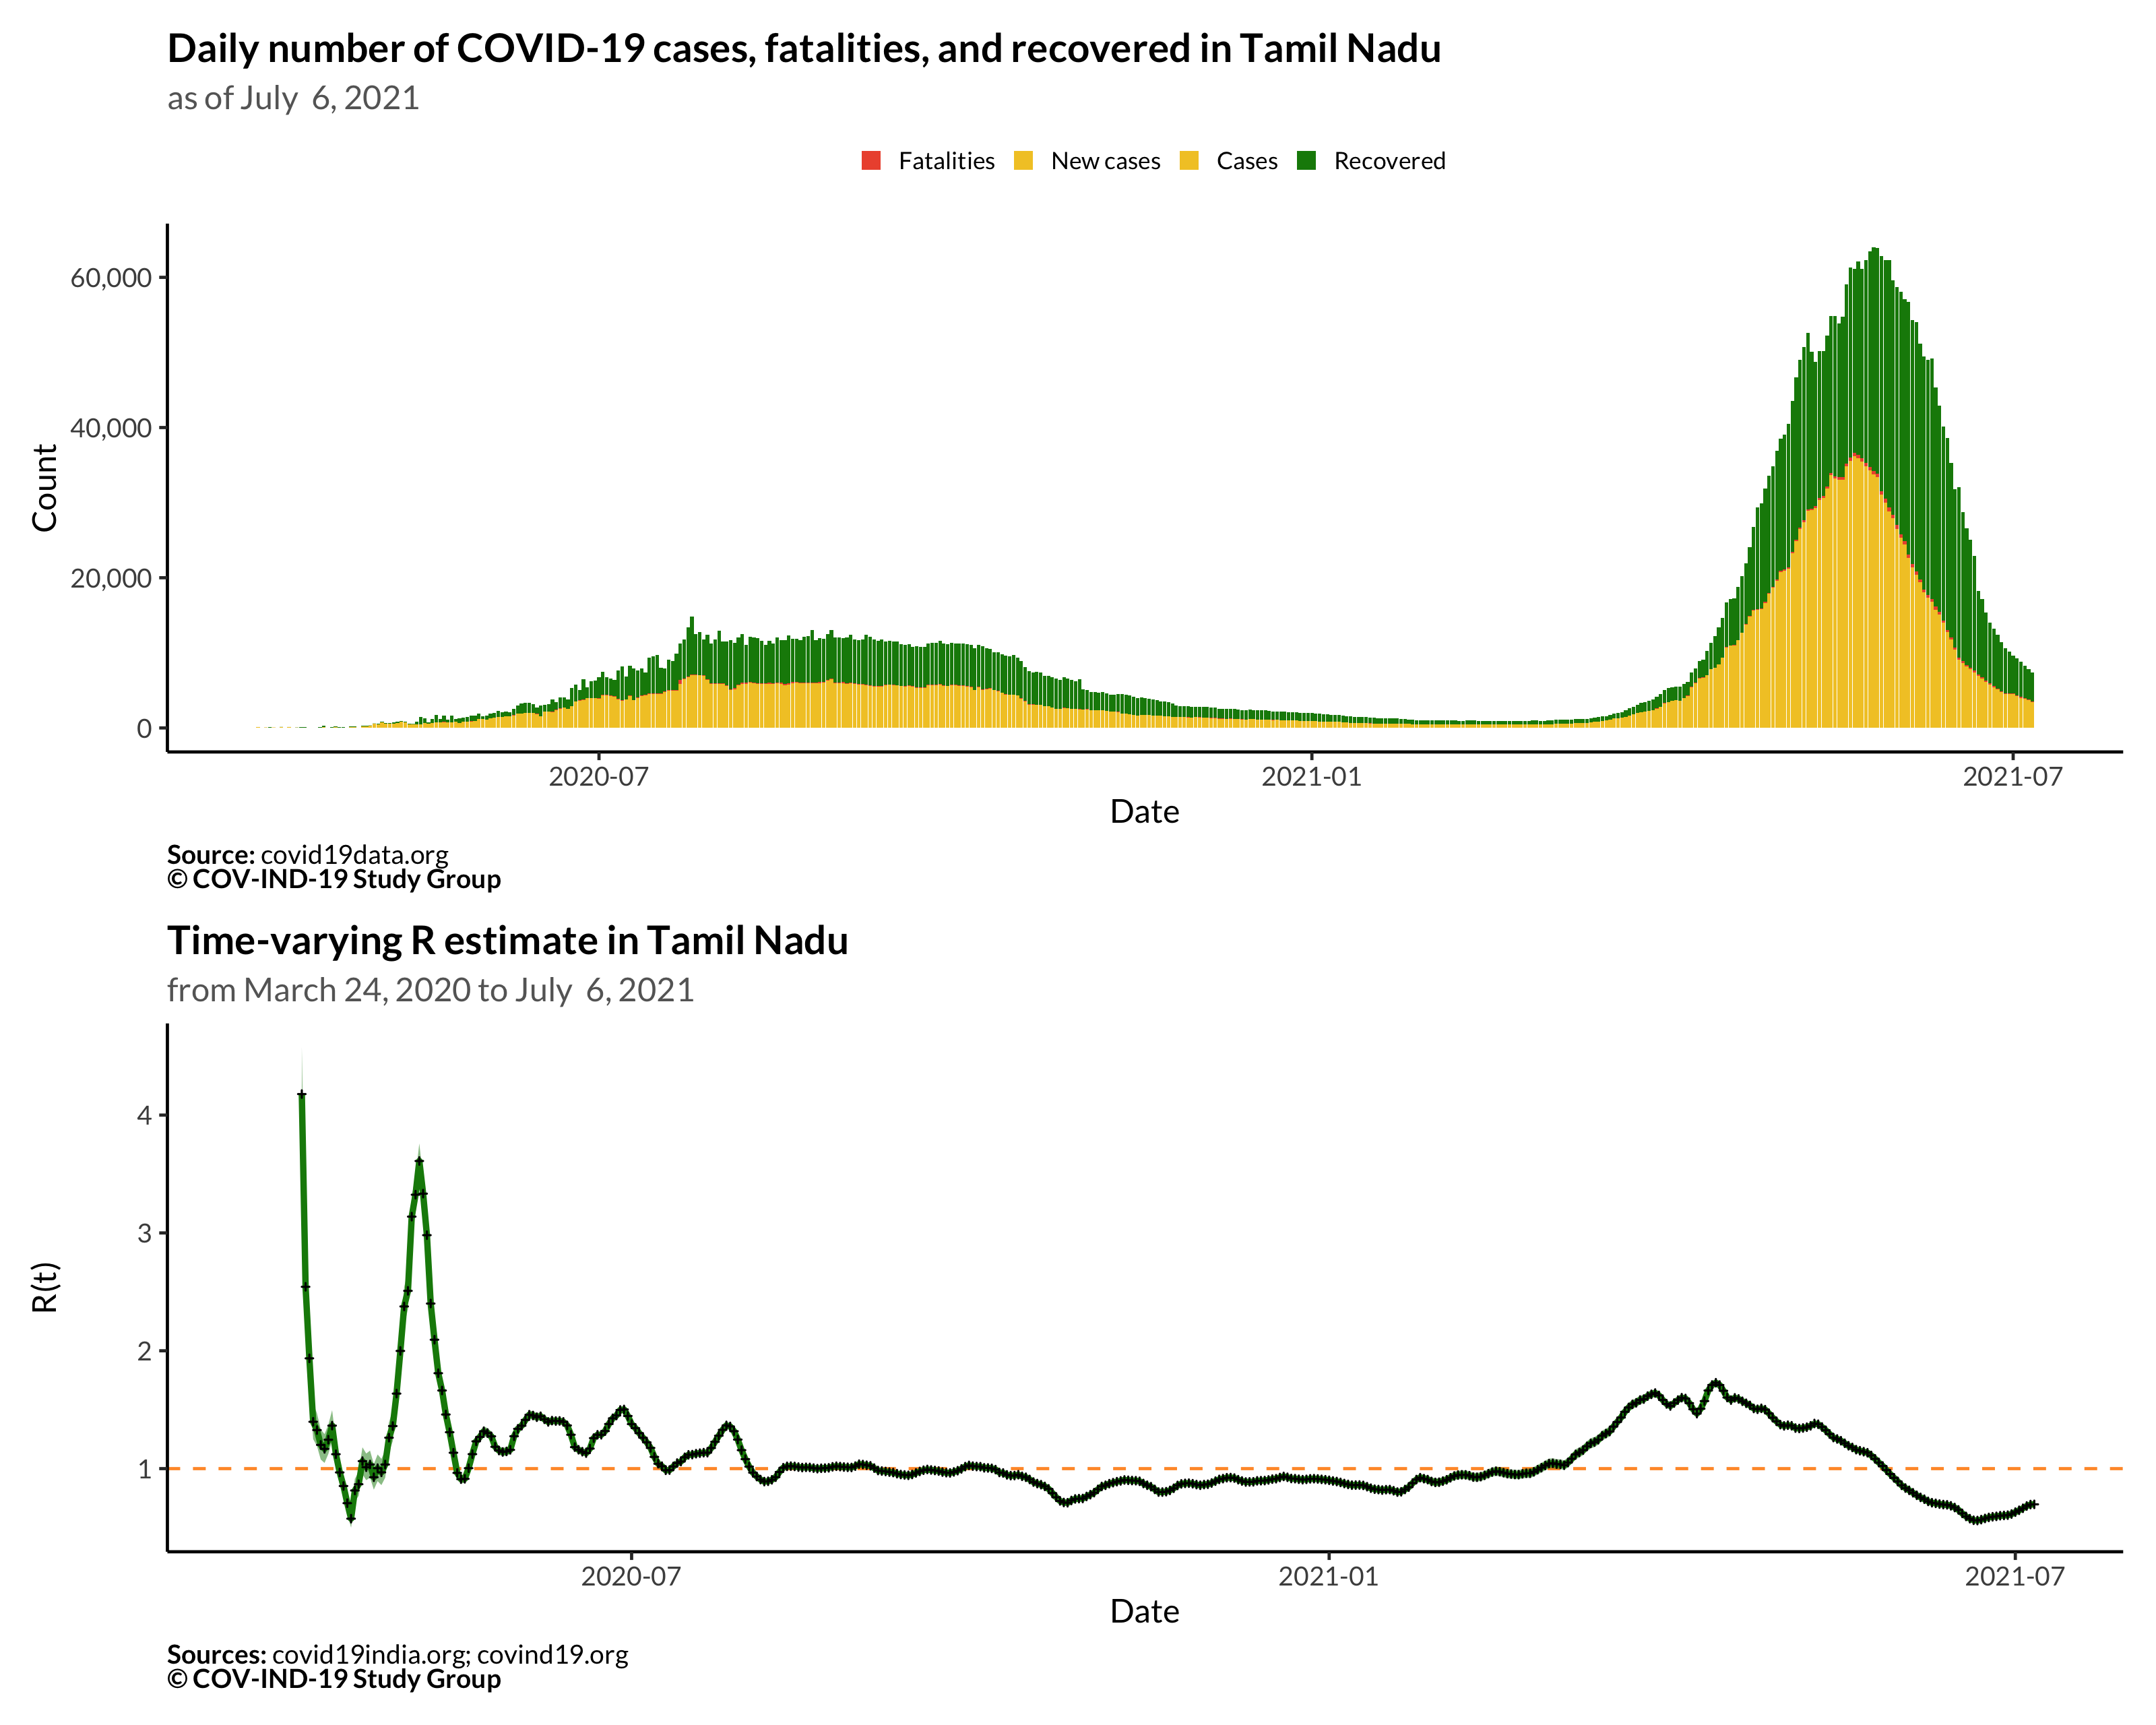 Daily number of COVID-19 cases, fatalities, and recovered in Tamil Nadu
as of July  6, 2021
Fatalities New cases Cases Recovered
60,000
40,000
20,000
0
Count
2020-07 2021-01 2021-07
Date
Source: covid19data.org
© COV-IND-19 Study Group
Time-varying R estimate in Tamil Nadu
from March 24, 2020 to July  6, 2021
4
3
2
1
R(t)
2020-07 2021-01 2021-07
Date
Sources: covid19india.org; covind19.org
© COV-IND-19 Study Group